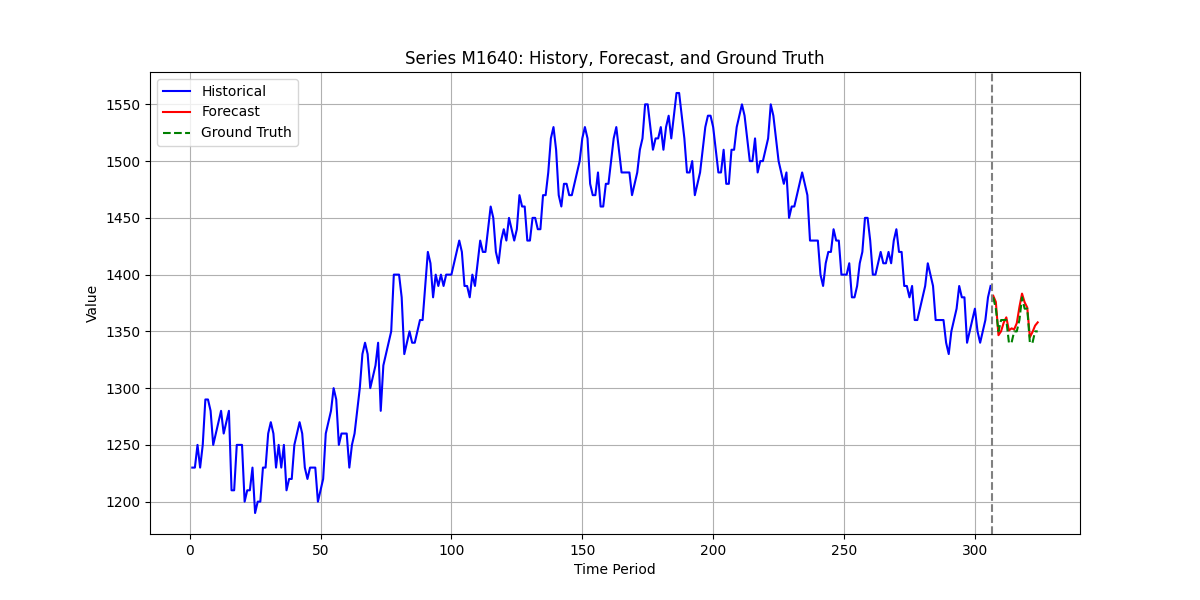 Series M1640: History, Forecast, and Ground Truth
Historical
Forecast
Ground Truth
Value
1550
1500
1450
1400
1350
1300
1250
1200
0 50 100 150 200 250 300
Time Period